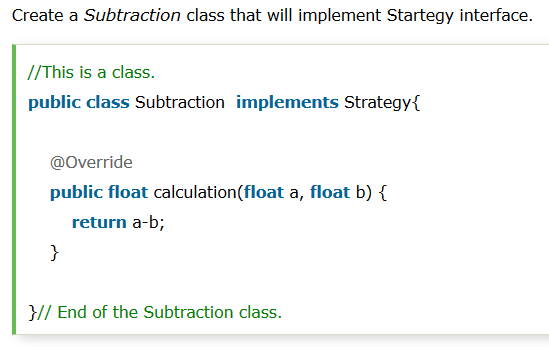 Create a Subtraction class that will implement Startegy interface.
//This is a class.
public class Subtraction  implements Strategy{
@Override
public float calculation(float a, float b) {
return a-b;
}
}// End of the Subtraction class.